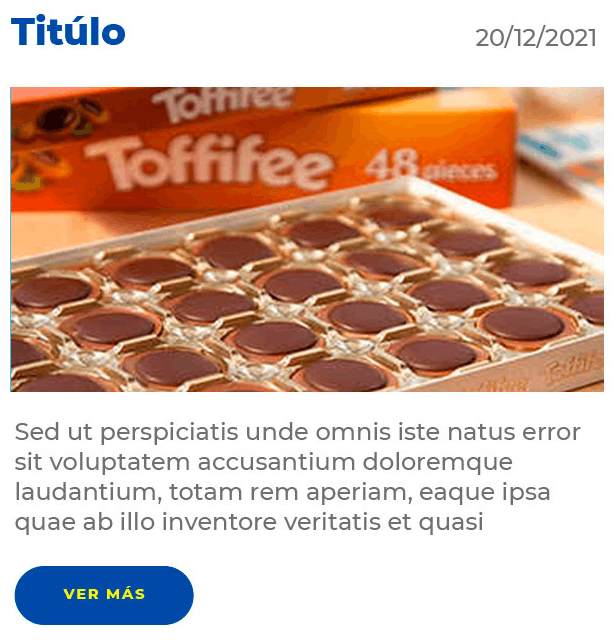 Titúlo
20/12/2021
Toffifee
Toffifee
48 pieces
Toffifee
Toffifee
Sed ut perspiciatis unde omnis iste natus error
sit voluptatem accusantium doloremque
laudantium, totam rem aperiam, eaque ipsa
quae ab illo inventore veritatis et quasi
VER MÁS